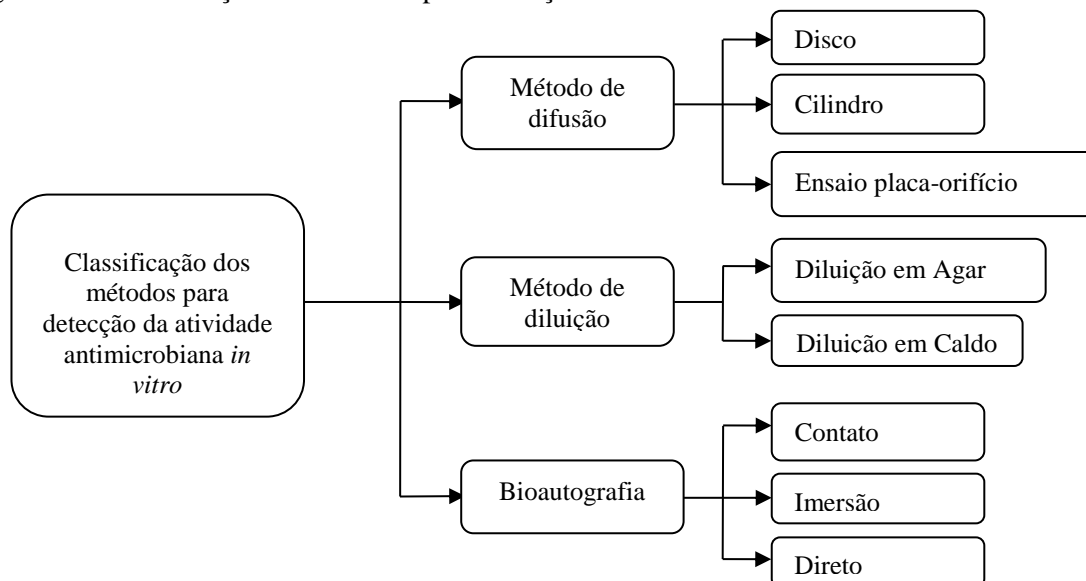 Classificação dos
métodos para
detecção da atividade
antimicrobiana in
vitro
Método de
difusão
Disco
Cilindro
Ensaio placa-orifício
Método de
diluição
Diluição em Agar
Diluicão em Caldo
Bioautografia
Contato
Imersão
Direto